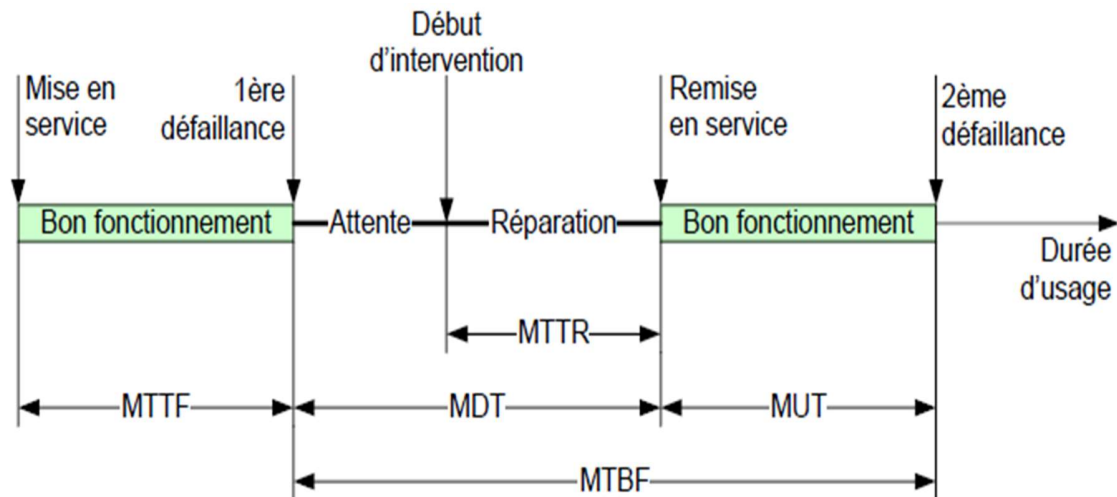 Début
d'intervention
Mise en
service
1ère
défaillance
Remise
en service
2ème
défaillance
Bon fonctionnement
Attente
Réparation
Bon fonctionnement
Durée
d'usage
MTTR
MTTF
MDT
MUT
MTBF